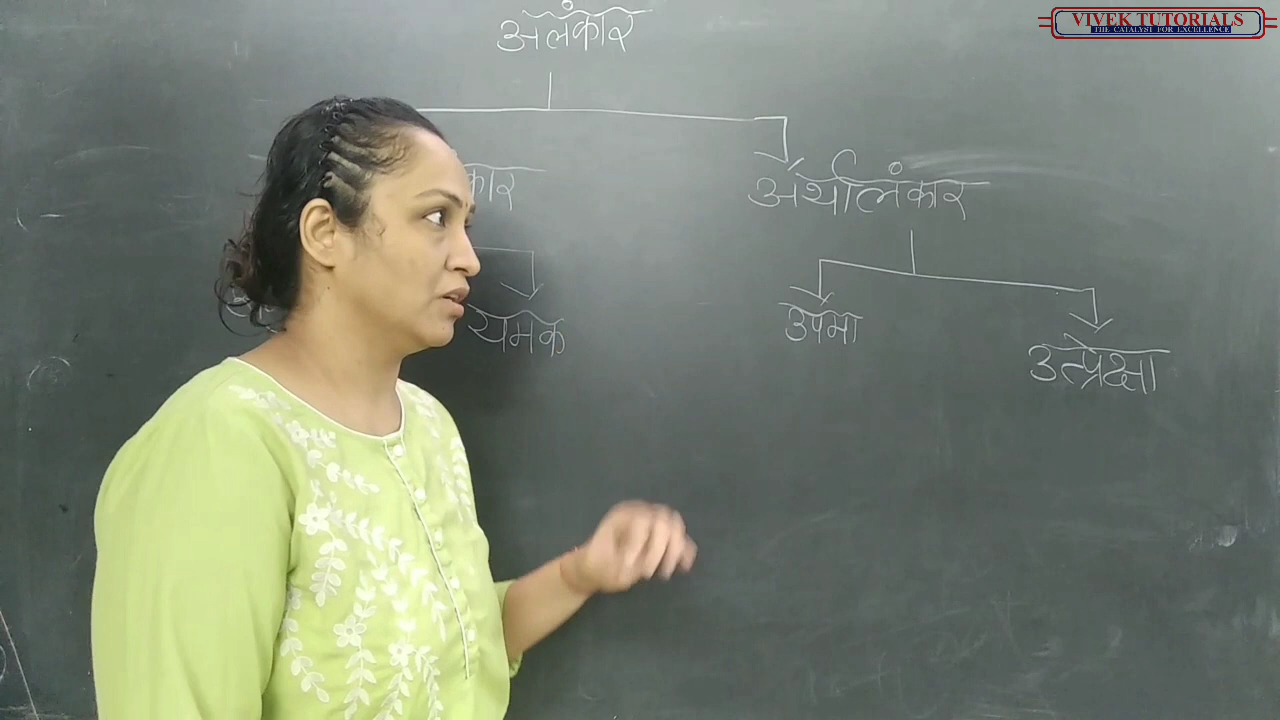 VIVEK TUTORIALS
THE CATALYST FOR EXCELLENCE
अलंकार
कार
अर्थालंकार
यमक
उपमा
उत्प्रेक्षा